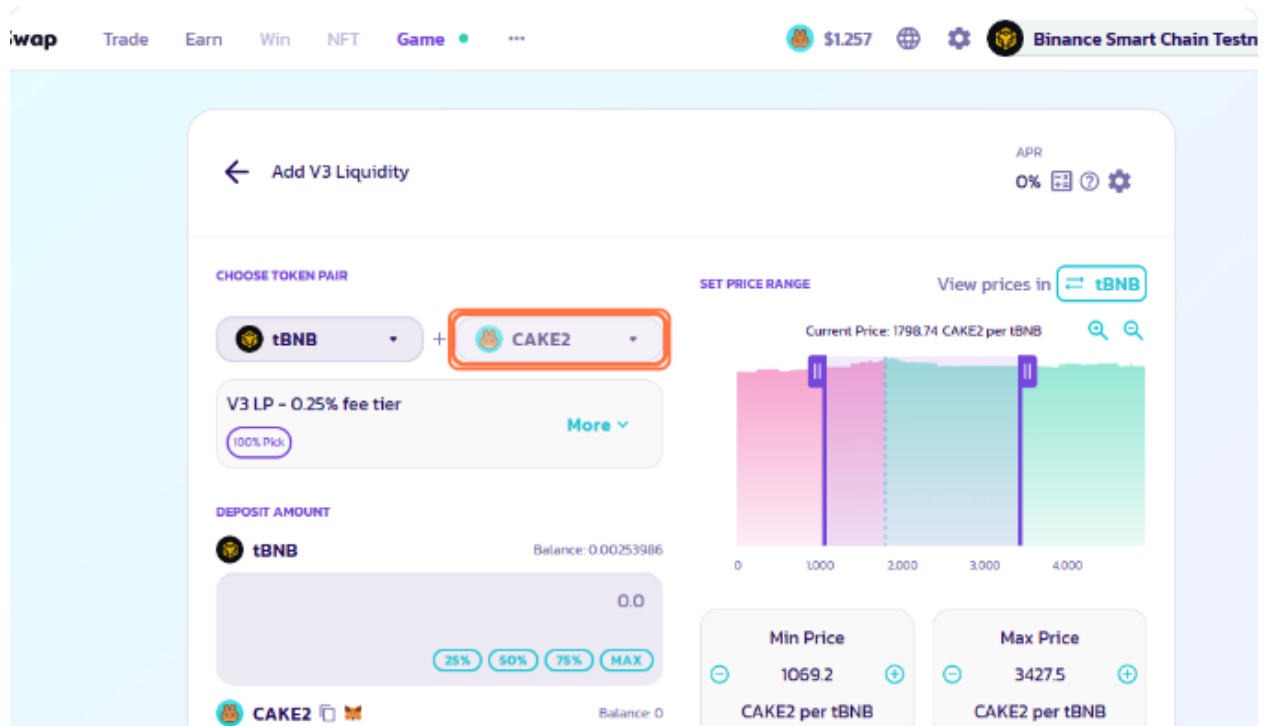 Swap Trade Earn Win NFT Game $1.257 Binance Smart Chain Testn
Add V3 Liquidity
APR
0%
CHOOSE TOKEN PAIR
tBNB + CAKE2
V3 LP - 0.25% fee tier
100% Pick
More
DEPOSIT AMOUNT
tBNB Balance: 0.00253986
0.0
25% 50% 75% MAX
CAKE2 Balance: 0
SET PRICE RANGE View prices in tBNB
Current Price: 1798.74 CAKE2 per tBNB
0 1,000 2,000 3,000 4,000
Min Price
1069.2
CAKE2 per tBNB
Max Price
3427.5
CAKE2 per tBNB